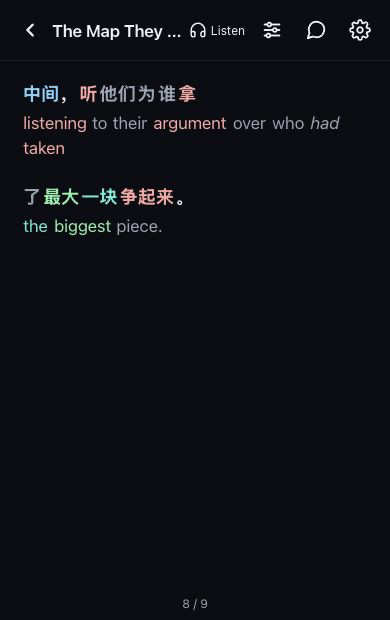 The Map They ...
Listen
中间，听他们为谁拿
listening to their argument over who had
taken
了最大一块争起来。
the biggest piece.
8 / 9